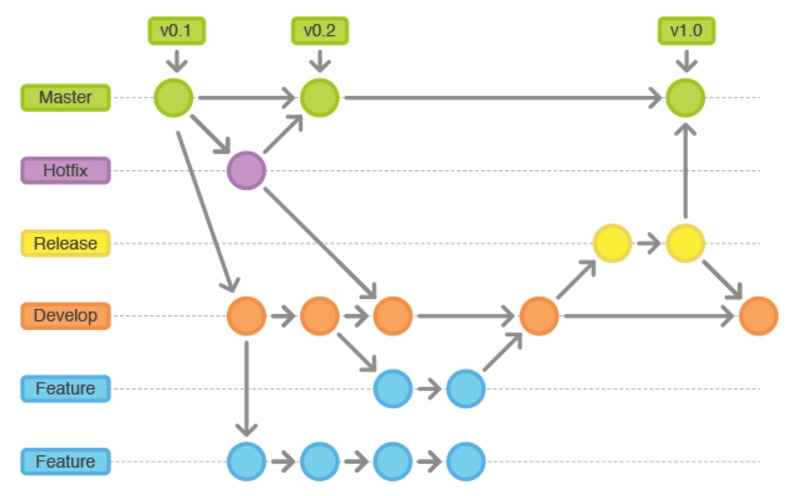 v0.1
v0.2
v1.0
Master
Hotfix
Release
Develop
Feature
Feature